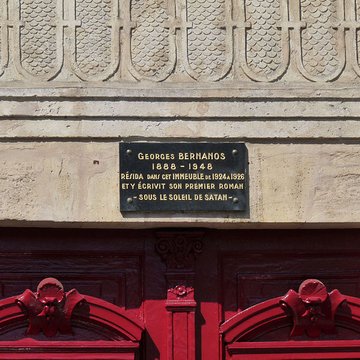 GEORGES BERNANOS
1888 - 1948
RÉSIDA DANS CET IMMEUBLE DE 1924 A 1926
ET Y ÉCRIVIT SON PREMIER ROMAN
- SOUS LE SOLEIL DE SATAN -